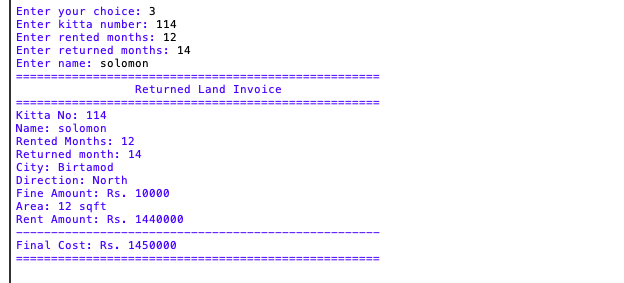 Enter your choice: 3
Enter kitta number: 114
Enter rented months: 12
Enter returned months: 14
Enter name: solomon
====================================================
Returned Land Invoice
====================================================
Kitta No: 114
Name: solomon
Rented Months: 12
Returned month: 14
City: Birtamod
Direction: North
Fine Amount: Rs. 10000
Area: 12 sqft
Rent Amount: Rs. 1440000
----------------------------------------------------
Final Cost: Rs. 1450000
====================================================